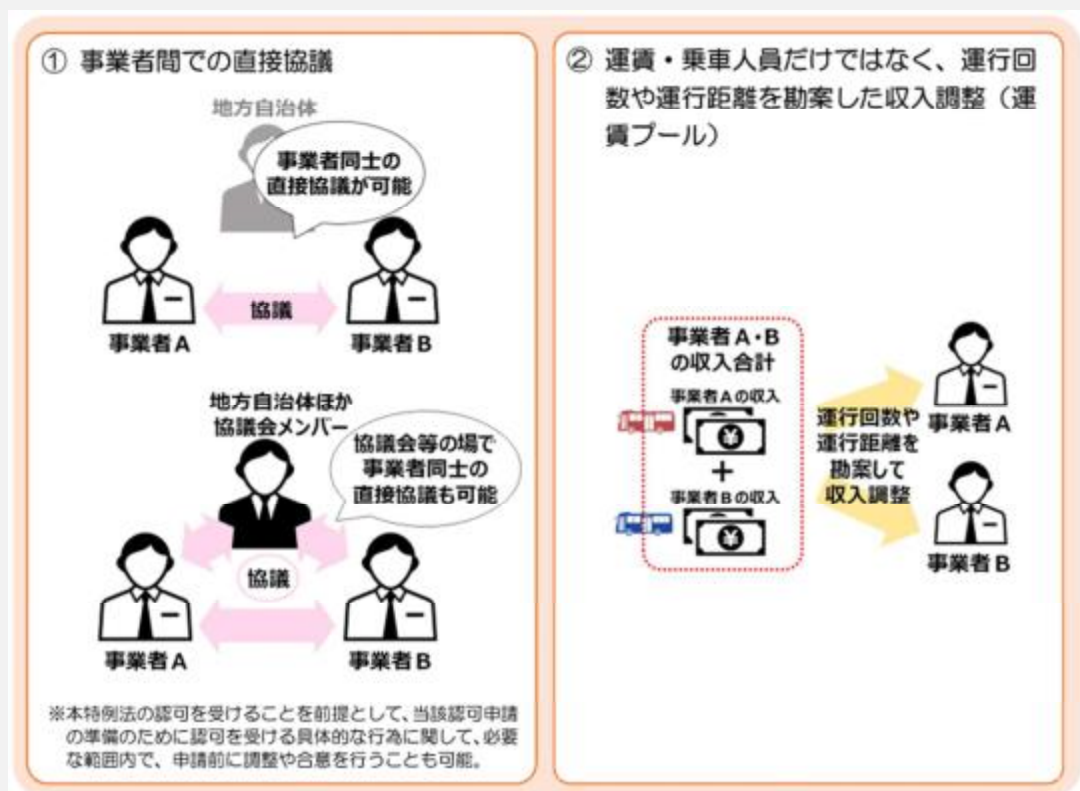 ① 事業者間での直接協議
地方自治体
事業者同士の
直接協議が可能
協議
事業者A
事業者B
地方自治体ほか
協議会メンバー
協議会等の場で
事業者同士の
直接協議も可能
協議
事業者A
事業者B
※本特例法の認可を受けることを前提として、当該認可申請
の準備のために認可を受ける具体的な行為に関して、必要
な範囲内で、申請前に調整や合意を行うことも可能。
② 運賃・乗車人員だけではなく、運行回
数や運行距離を勘案した収入調整（運
賃プール）
事業者A・B
の収入合計
事業者Aの収入
¥
+
事業者Bの収入
¥
運行回数や
運行距離を
勘案して
収入調整
事業者A
事業者B